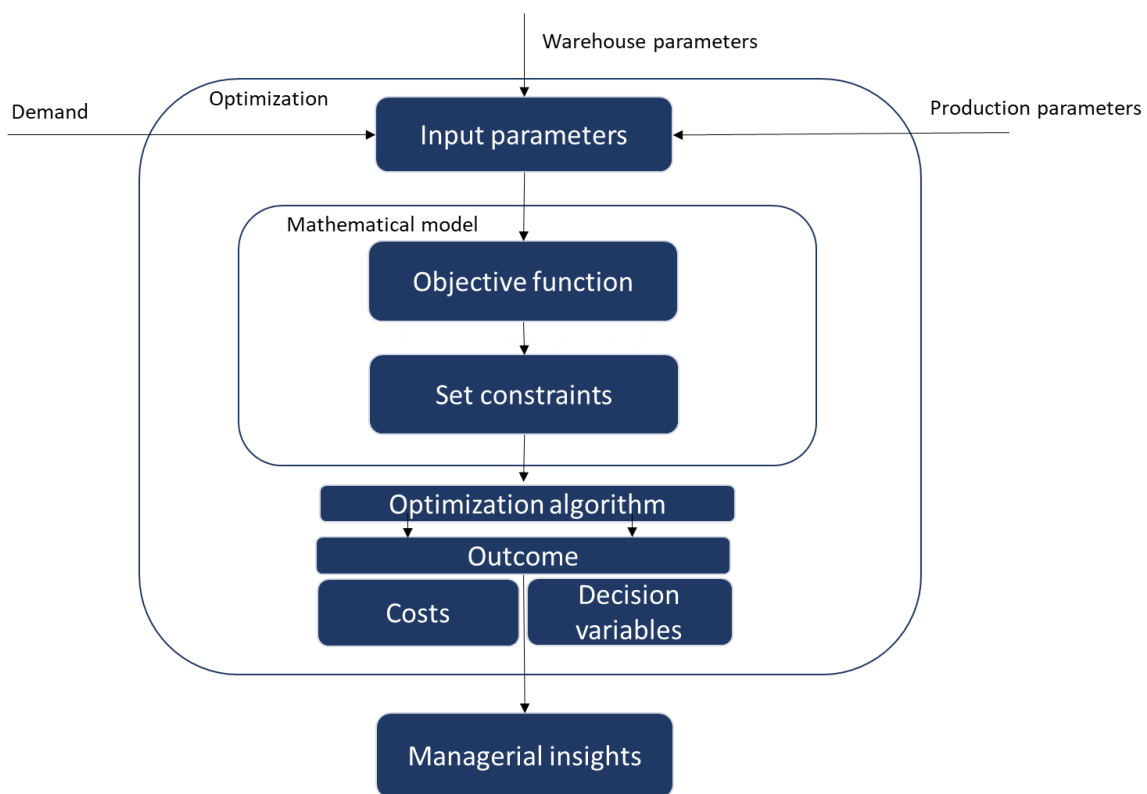 Warehouse parameters
Optimization
Demand
Production parameters
Input parameters
Mathematical model
Objective function
Set constraints
Optimization algorithm
Outcome
Costs
Decision
variables
Managerial insights